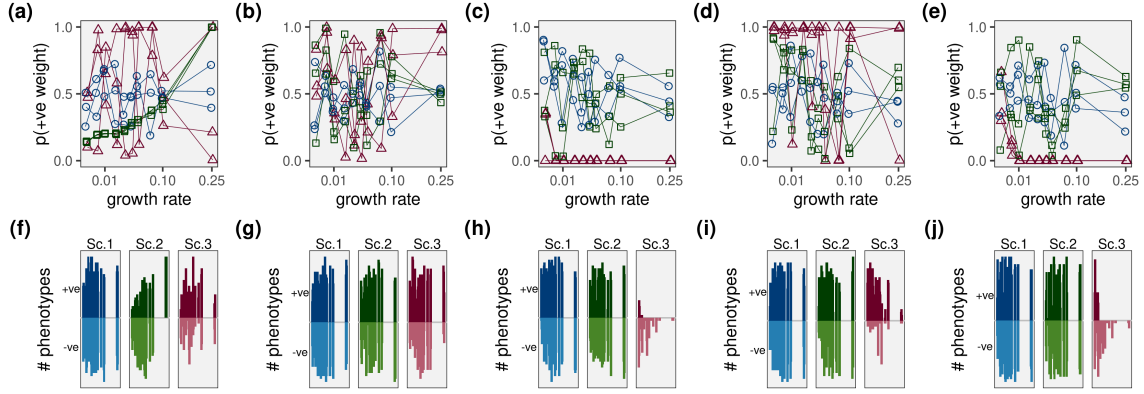 (a) (b) (c) (d) (e)
p(+ve weight) p(+ve weight) p(+ve weight) p(+ve weight) p(+ve weight)
1.0 1.0 1.0 1.0 1.0
0.5 0.5 0.5 0.5 0.5
0.0 0.0 0.0 0.0 0.0
0.01 0.10 0.25 0.01 0.10 0.25 0.01 0.10 0.25 0.01 0.10 0.25 0.01 0.10 0.25
growth rate growth rate growth rate growth rate growth rate
(f) (g) (h) (i) (j)
Sc.1 Sc.2 Sc.3 Sc.1 Sc.2 Sc.3 Sc.1 Sc.2 Sc.3 Sc.1 Sc.2 Sc.3 Sc.1 Sc.2 Sc.3
# phenotypes # phenotypes # phenotypes # phenotypes # phenotypes
+ve +ve +ve +ve +ve
-ve -ve -ve -ve -ve